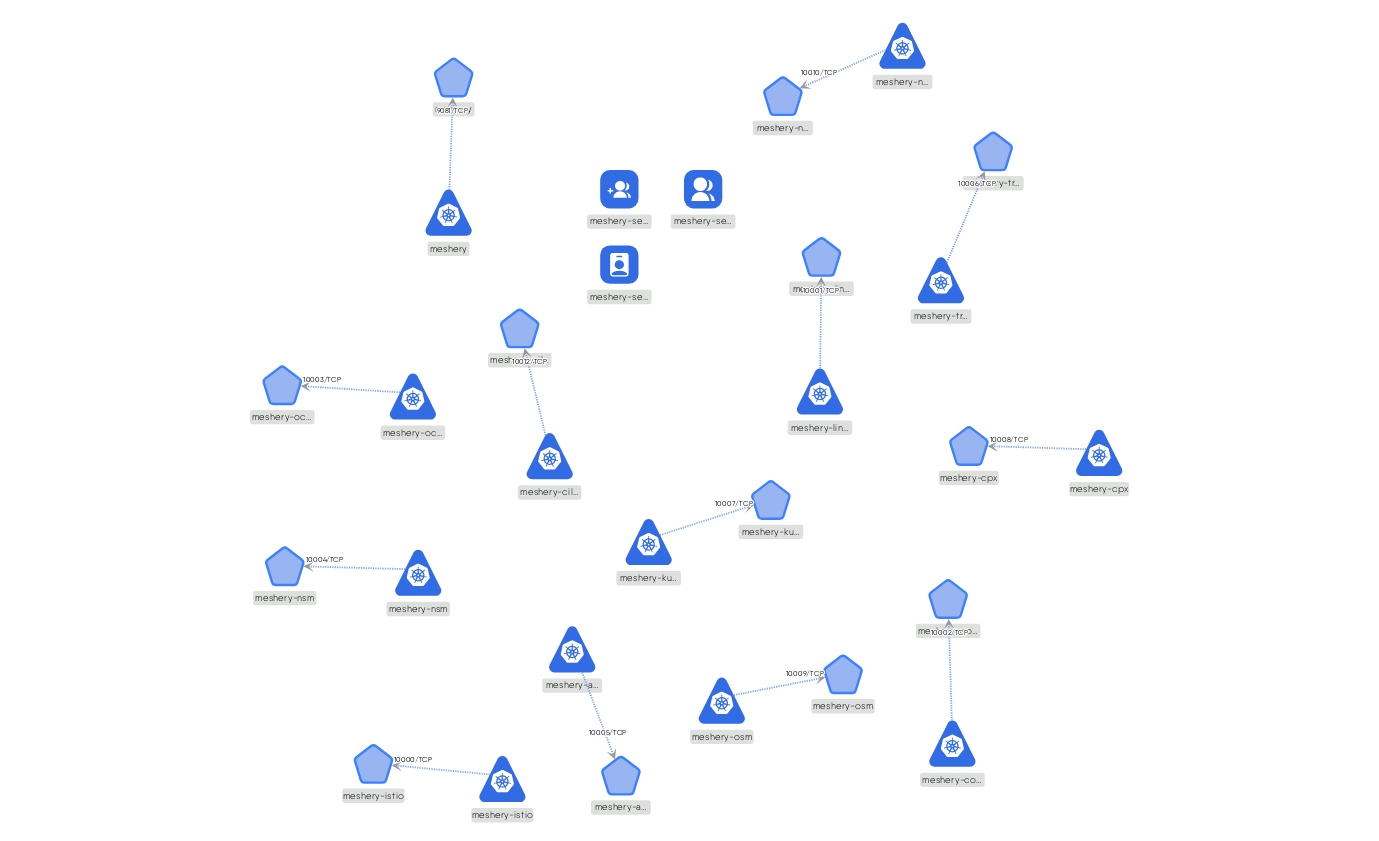 meshery-n...
10010/TCP
meshery-n...
9081/TCP
meshery
meshery-se...
meshery-se...
meshery-se...
10006/TCP
y-tr...
meshery-tr...
10001/TCP
meshery-lin...
10012/TCP
meshery-cil...
10003/TCP
meshery-oc...
meshery-oc...
10008/TCP
meshery-cpx
meshery-cpx
10007/TCP
meshery-ku...
meshery-ku...
10004/TCP
meshery-nsm
meshery-nsm
10002/TCP
meshery-co...
meshery-a...
10005/TCP
meshery-a...
10009/TCP
meshery-osm
meshery-osm
10000/TCP
meshery-istio
meshery-istio